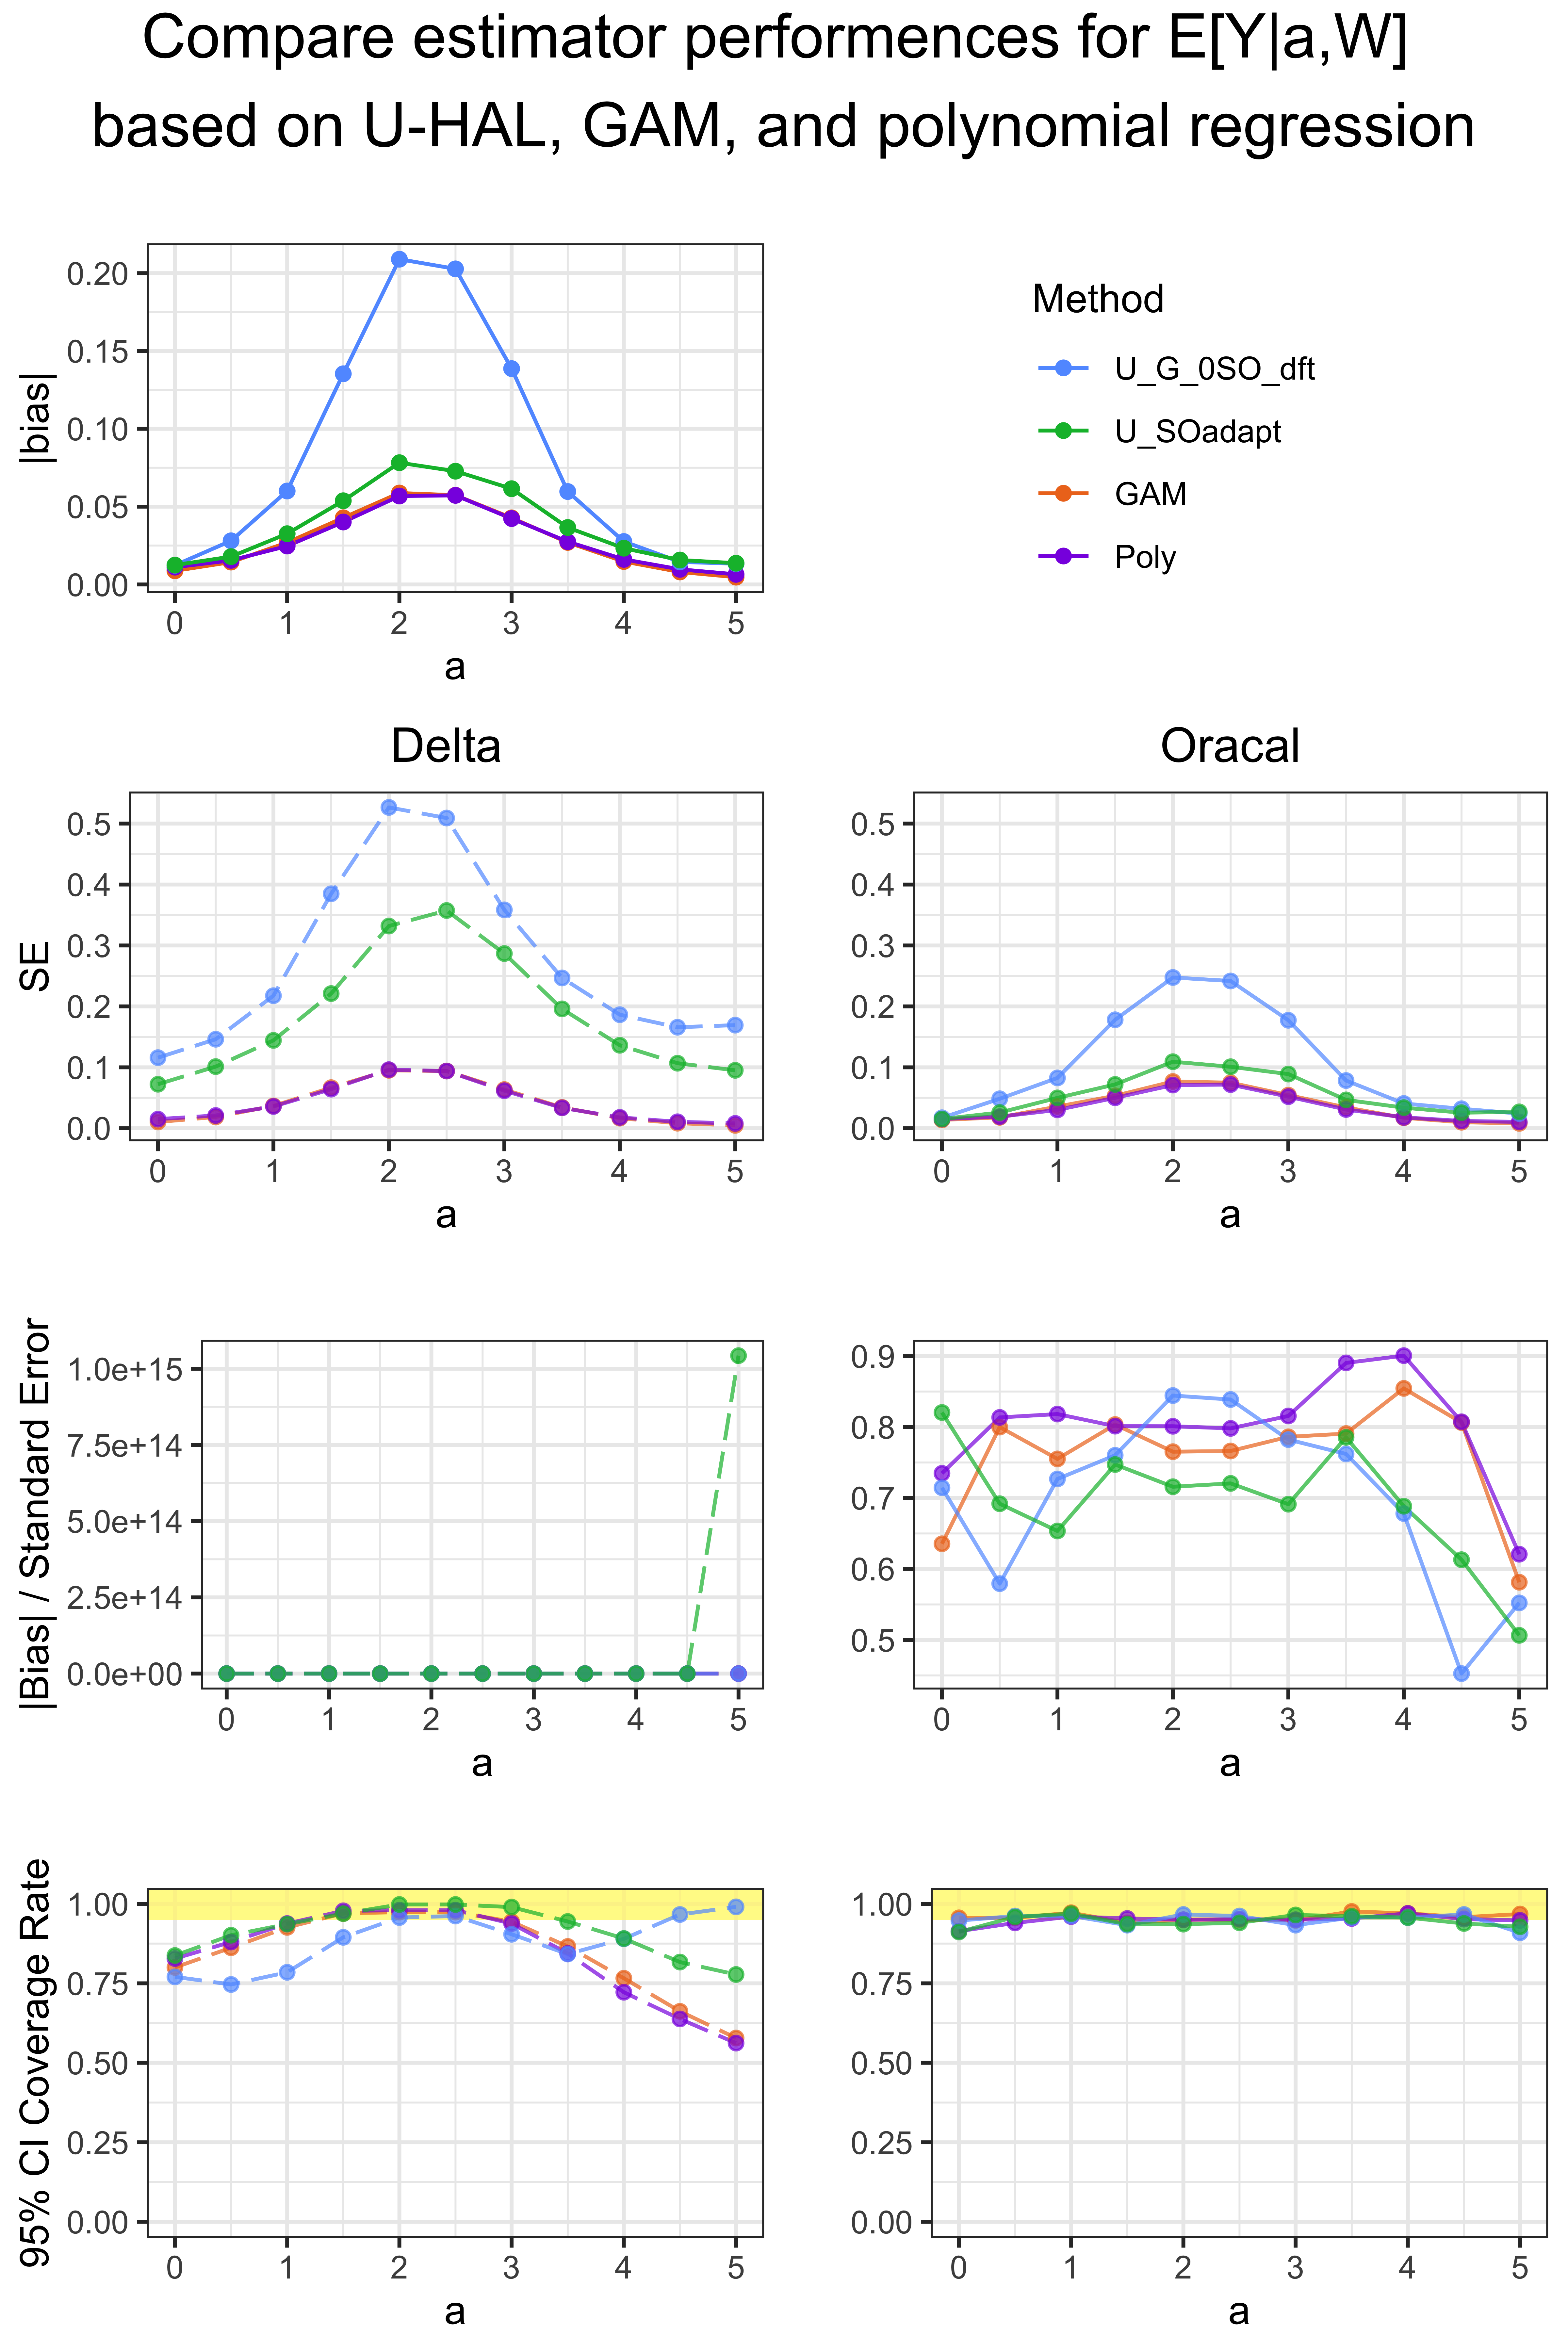 Compare estimator performences for E[Y|a,W]
based on U-HAL, GAM, and polynomial regression
|bias|
0.20
0.15
0.10
0.05
0.00
0 1 2 3 4 5
a
Method
U_G_0SO_dft
U_SOadapt
GAM
Poly
Delta
SE
0.5
0.4
0.3
0.2
0.1
0.0
0 1 2 3 4 5
a
Oracal
0.5
0.4
0.3
0.2
0.1
0.0
0 1 2 3 4 5
a
|Bias| / Standard Error
1.0e+15
7.5e+14
5.0e+14
2.5e+14
0.0e+00
0 1 2 3 4 5
a
0.9
0.8
0.7
0.6
0.5
0 1 2 3 4 5
a
95% CI Coverage Rate
1.00
0.75
0.50
0.25
0.00
0 1 2 3 4 5
a
1.00
0.75
0.50
0.25
0.00
0 1 2 3 4 5
a